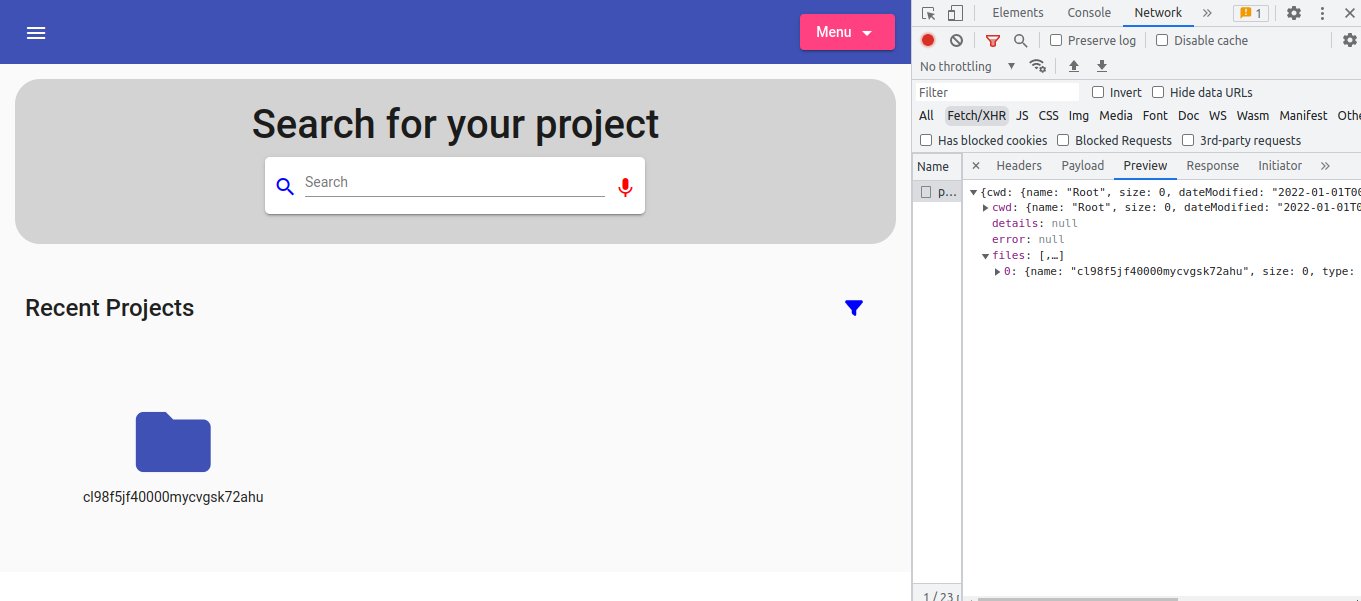 Menu
Search for your project
Search
Recent Projects
cl98f5jf40000mycvgsk72ahu
Elements Console Network 1
Preserve log Disable cache
No throttling
Filter Invert Hide data URLs
All Fetch/XHR JS CSS Img Media Font Doc WS Wasm Manifest Othe
Has blocked cookies Blocked Requests 3rd-party requests
Name Headers Payload Preview Response Initiator
p...
{cwd: {name: "Root", size: 0, dateModified: "2022-01-01T00
cwd: {name: "Root", size: 0, dateModified: "2022-01-01T0
details: null
error: null
files: [,…]
0: {name: "cl98f5jf40000mycvgsk72ahu", size: 0, type:
1 / 23 r